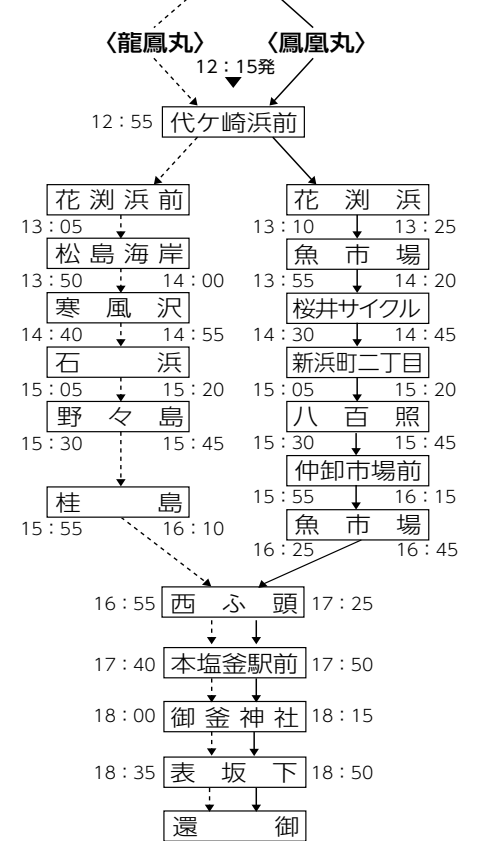 〈龍鳳丸〉 〈鳳凰丸〉
12：15発
12：55 代ケ崎浜前
花渕浜前 花渕浜
13：05 13：10 13：25
松島海岸 魚市場
13：50 14：00 13：55 14：20
寒風沢 桜井サイクル
14：40 14：55 14：30 14：45
石浜 新浜町二丁目
15：05 15：20 15：05 15：20
野々島 八百照
15：30 15：45 15：30 15：45
仲卸市場前
15：55 16：15
桂島 魚市場
15：55 16：10 16：25 16：45
16：55 西ふ頭 17：25
17：40 本塩釜駅前 17：50
18：00 御釜神社 18：15
18：35 表坂下 18：50
還御